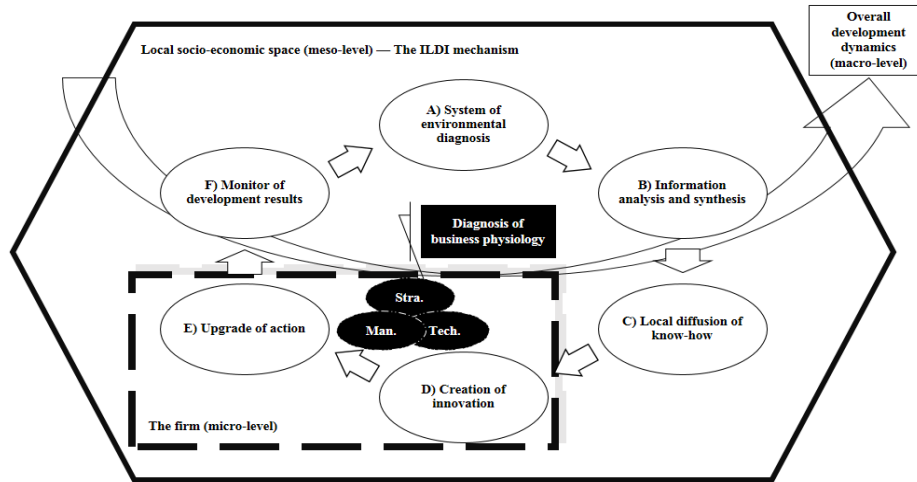 Overall
development
dynamics
(macro-level)
Local socio-economic space (meso-level) — The ILDI mechanism
A) System of
environmental
diagnosis
F) Monitor of
development results
B) Information
analysis and synthesis
Diagnosis of
business physiology
Stra.
Man.
Tech.
E) Upgrade of action
C) Local diffusion of
know-how
D) Creation of
innovation
The firm (micro-level)